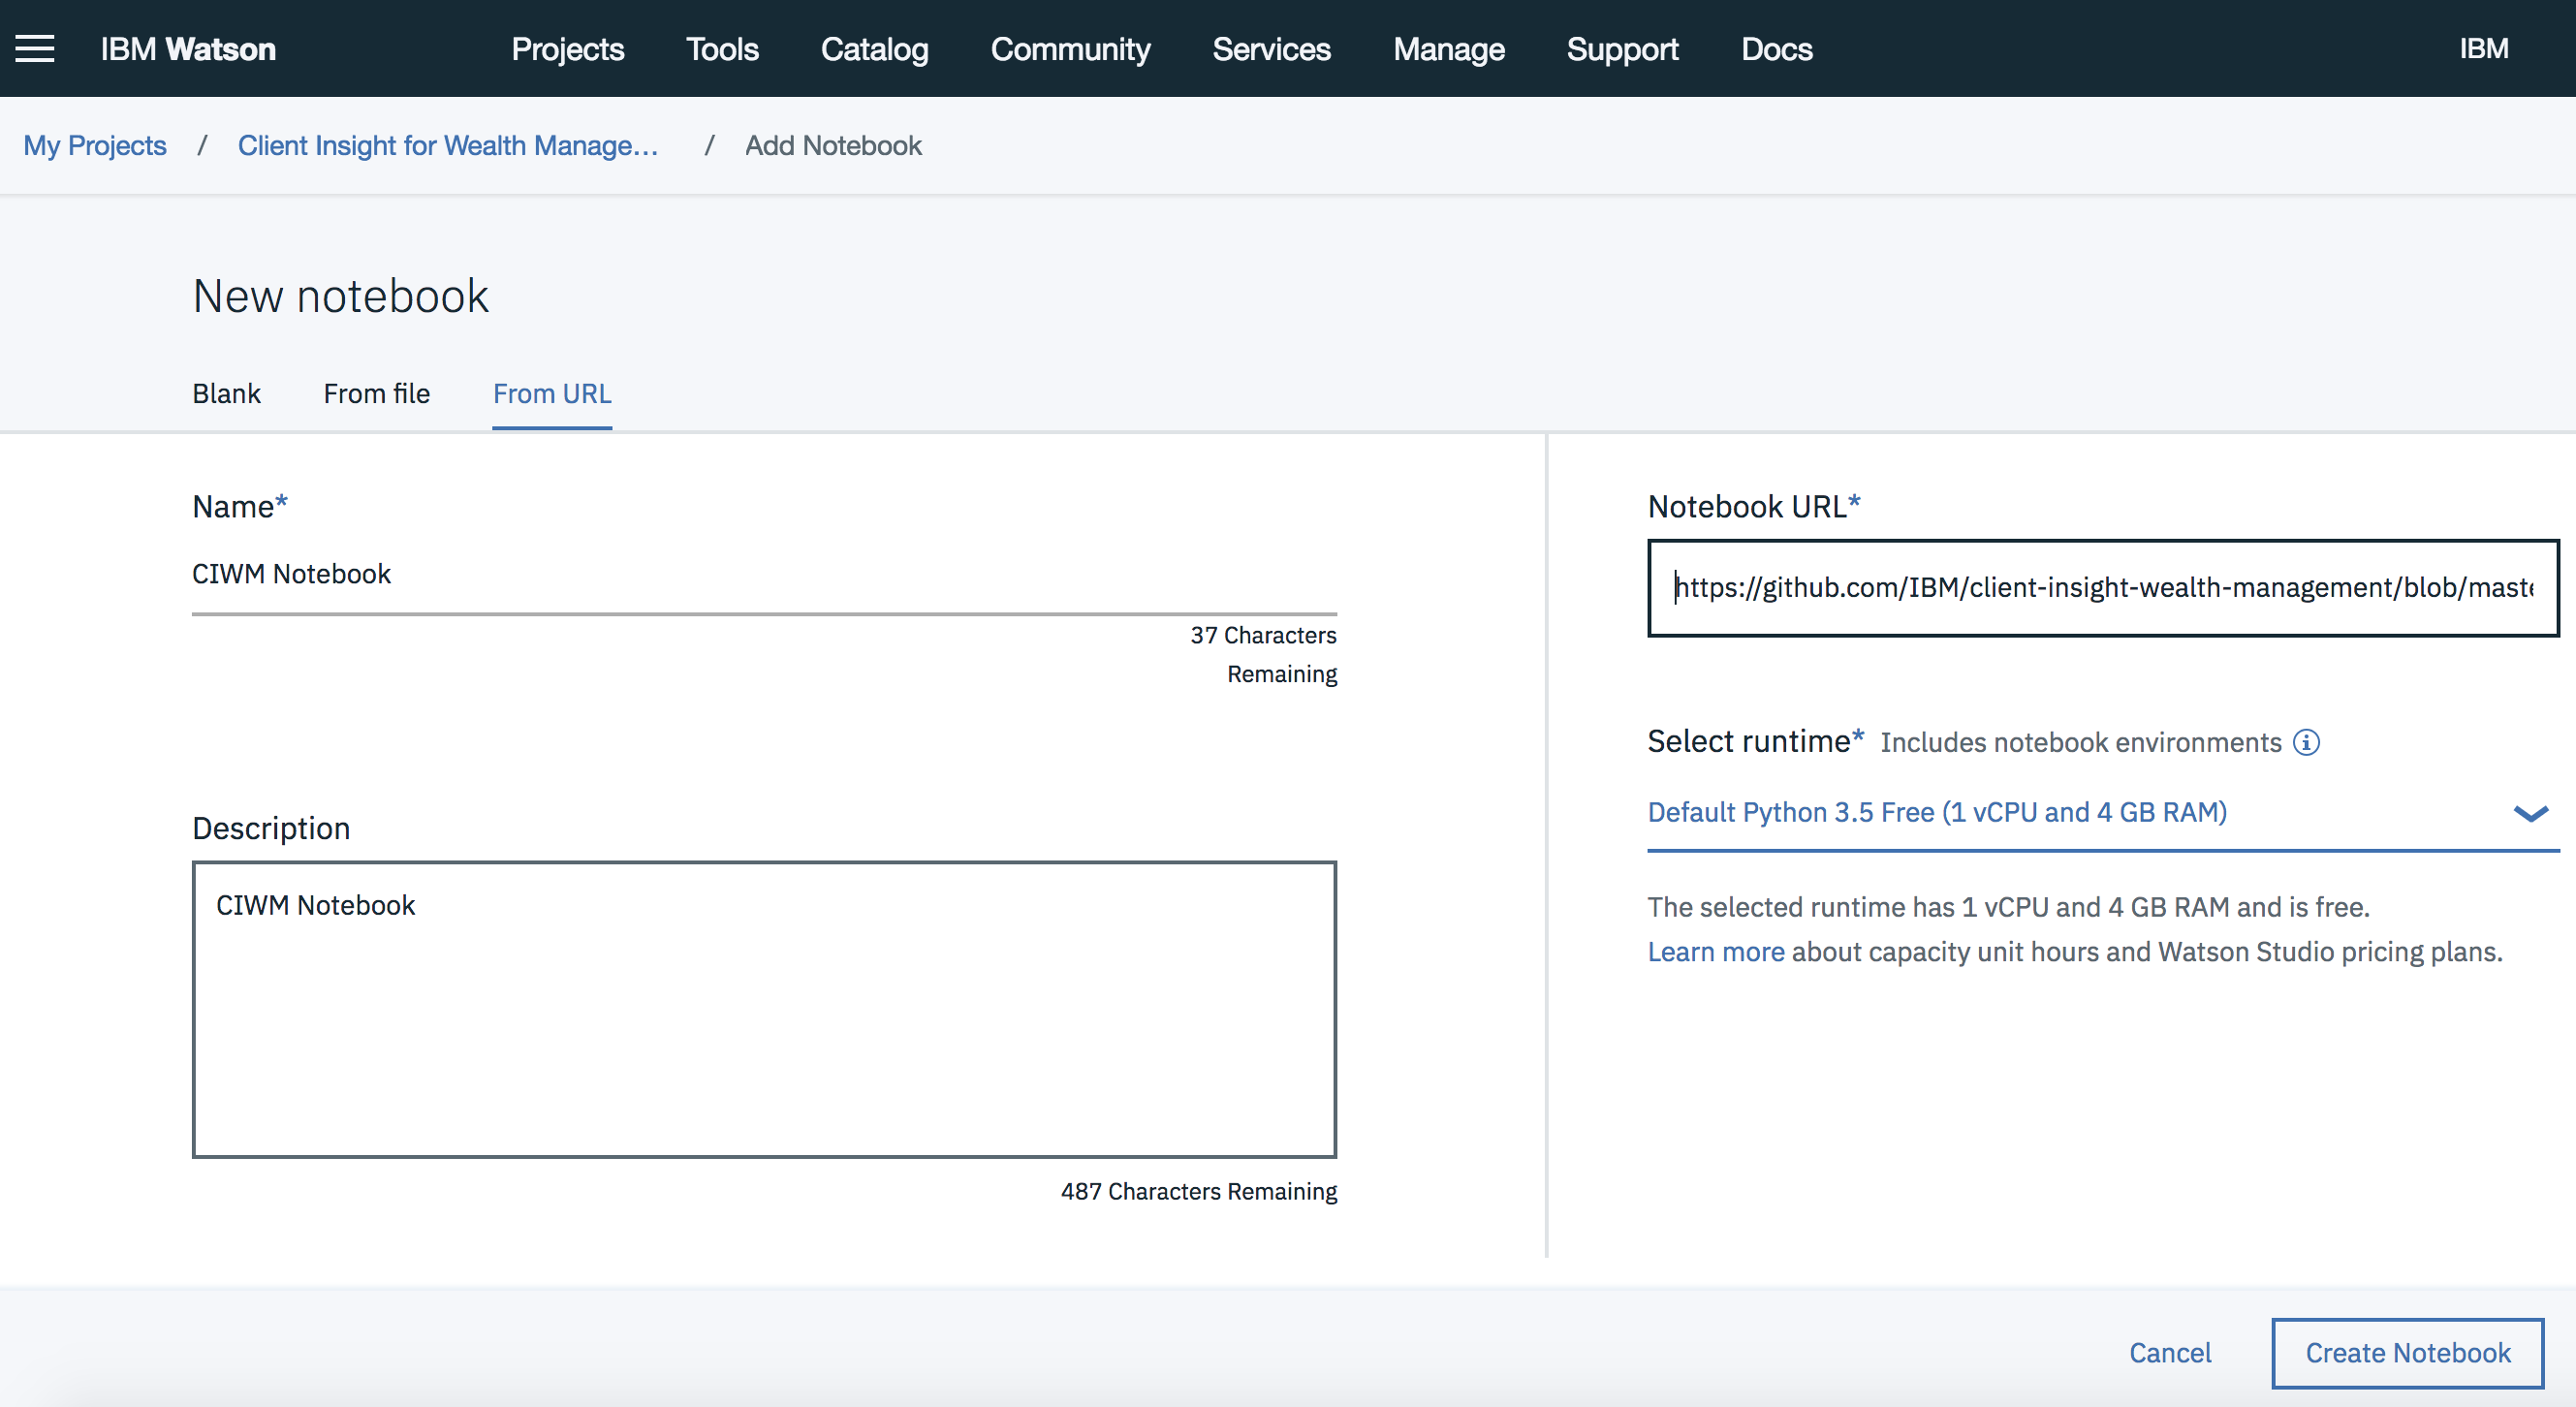 IBM Watson Projects Tools Catalog Community Services Manage Support Docs IBM
My Projects / Client Insight for Wealth Manage... / Add Notebook
New notebook
Blank From file From URL
Name*
CIWM Notebook
37 Characters
Remaining
Description
CIWM Notebook
487 Characters Remaining
Notebook URL*
https://github.com/IBM/client-insight-wealth-management/blob/maste
Select runtime* Includes notebook environments
Default Python 3.5 Free (1 vCPU and 4 GB RAM)
The selected runtime has 1 vCPU and 4 GB RAM and is free.
Learn more about capacity unit hours and Watson Studio pricing plans.
Cancel Create Notebook